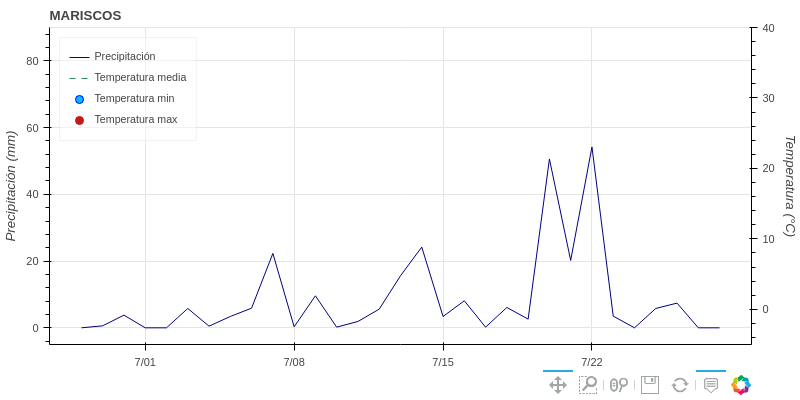 MARISCOS
Precipitación
Temperatura media
Temperatura min
Temperatura max
Precipitación (mm)
80
60
40
20
0
40
30
20
10
0
Temperatura (°C)
7/01
7/08
7/15
7/22